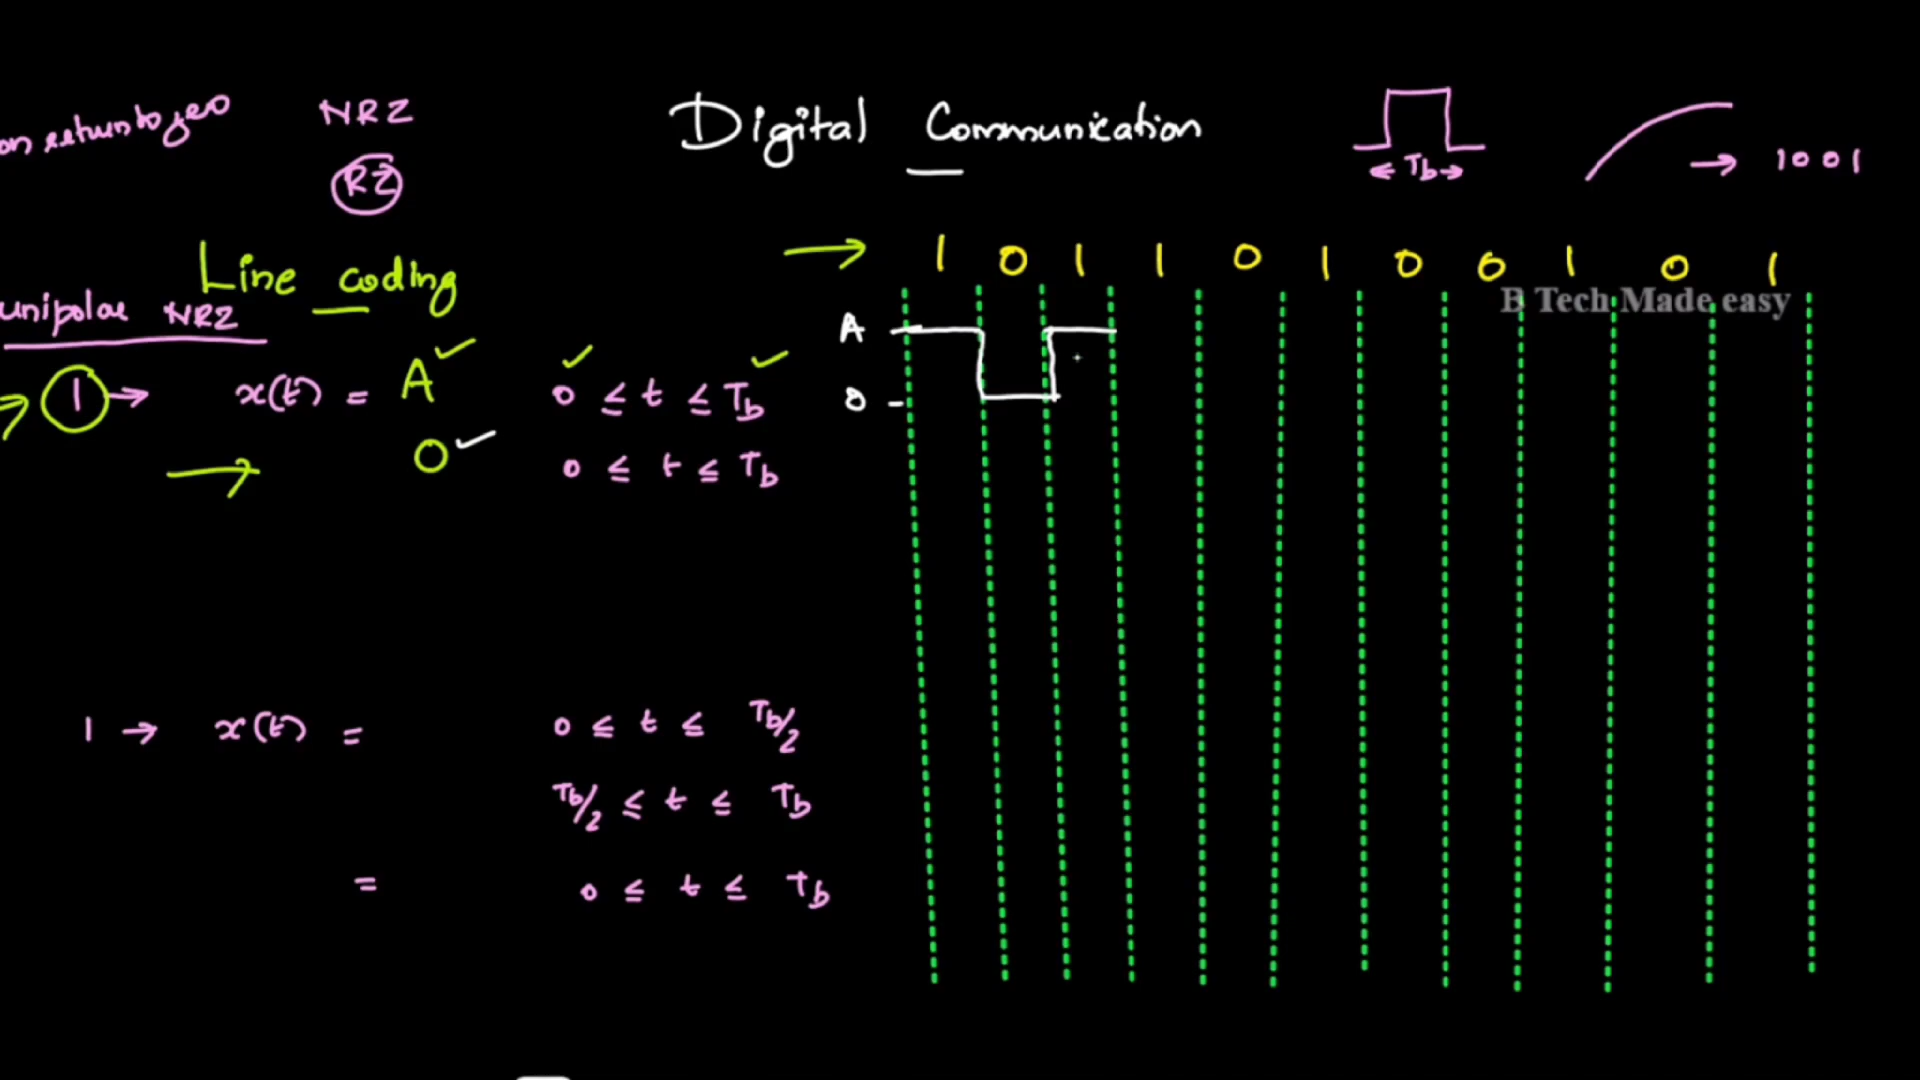 NRZ
RZ
Digital Communication
Tb
1001
Line coding
unipolar NRZ
1 0 1 1 0 1 0 0 1 0 1
B Tech Made easy
A
0
1 → x(t) = A 0 ≤ t ≤ Tb
0 0 ≤ t ≤ Tb
1 → x(t) = 0 ≤ t ≤ Tb/2
Tb/2 ≤ t ≤ Tb
= 0 ≤ t ≤ Tb